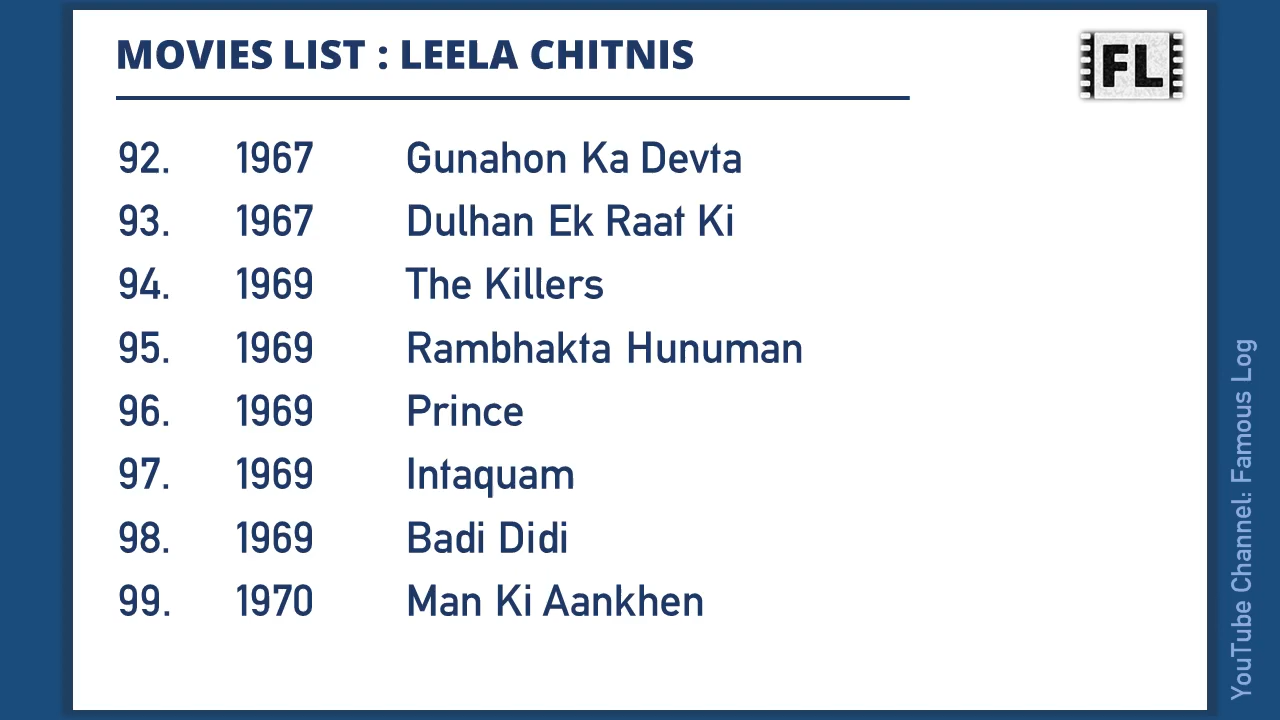 MOVIES LIST : LEELA CHITNIS
FL
92. 1967 Gunahon Ka Devta
93. 1967 Dulhan Ek Raat Ki
94. 1969 The Killers
95. 1969 Rambhakta Hunuman
96. 1969 Prince
97. 1969 Intaquam
98. 1969 Badi Didi
99. 1970 Man Ki Aankhen
YouTube Channel: Famous Log